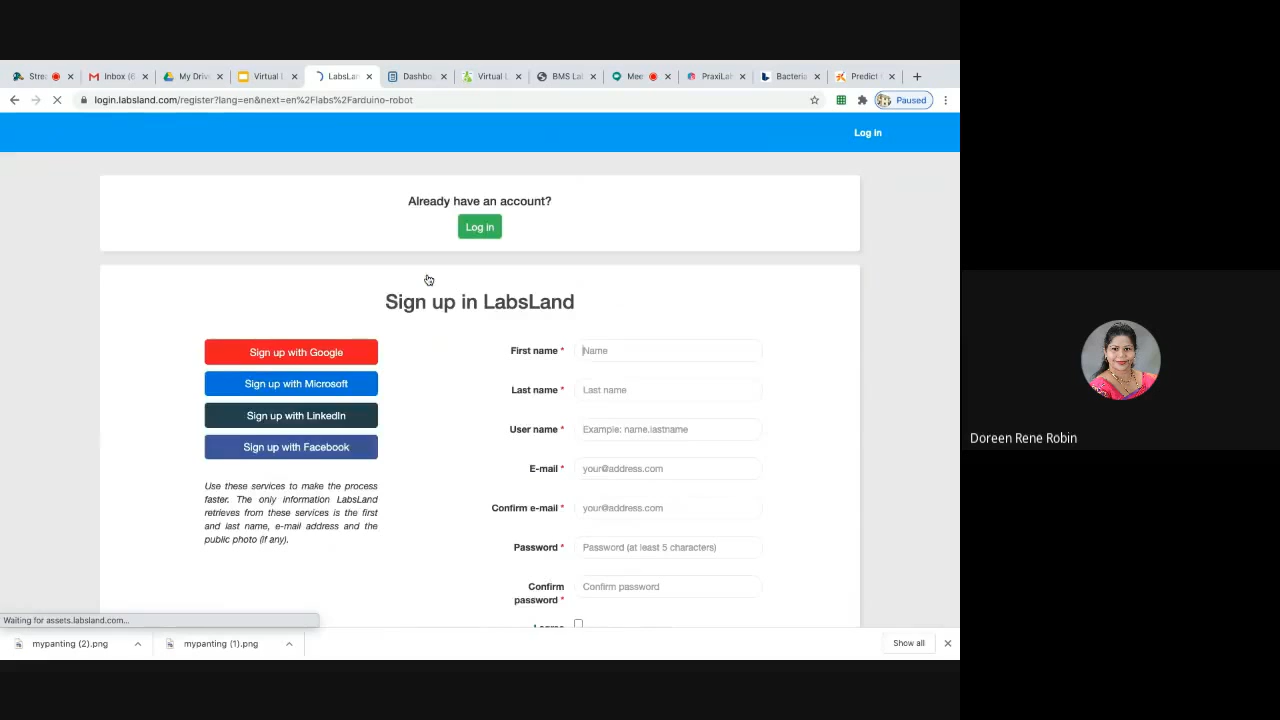 Stre
Inbox (6
My Driv
Virtual L
LabsLan
Dashbo
Virtual L
BMS Lal
Mee
PraxiLab
Bacteria
Predict
login.labsland.com/register?lang=en&next=en%2Flabs%2Farduino-robot
Paused
Log in
Already have an account?
Log in
Sign up in LabsLand
Sign up with Google
Sign up with Microsoft
Sign up with LinkedIn
Sign up with Facebook
Use these services to make the process
faster. The only information LabsLand
retrieves from these services is the first
and last name, e-mail address and the
public photo (if any).
First name * Name
Last name * Last name
User name * Example: name.lastname
E-mail * your@address.com
Confirm e-mail * your@address.com
Password * Password (at least 5 characters)
Confirm
password * Confirm password
Waiting for assets.labsland.com...
mypanting (2).png
mypanting (1).png
Show all
Doreen Rene Robin